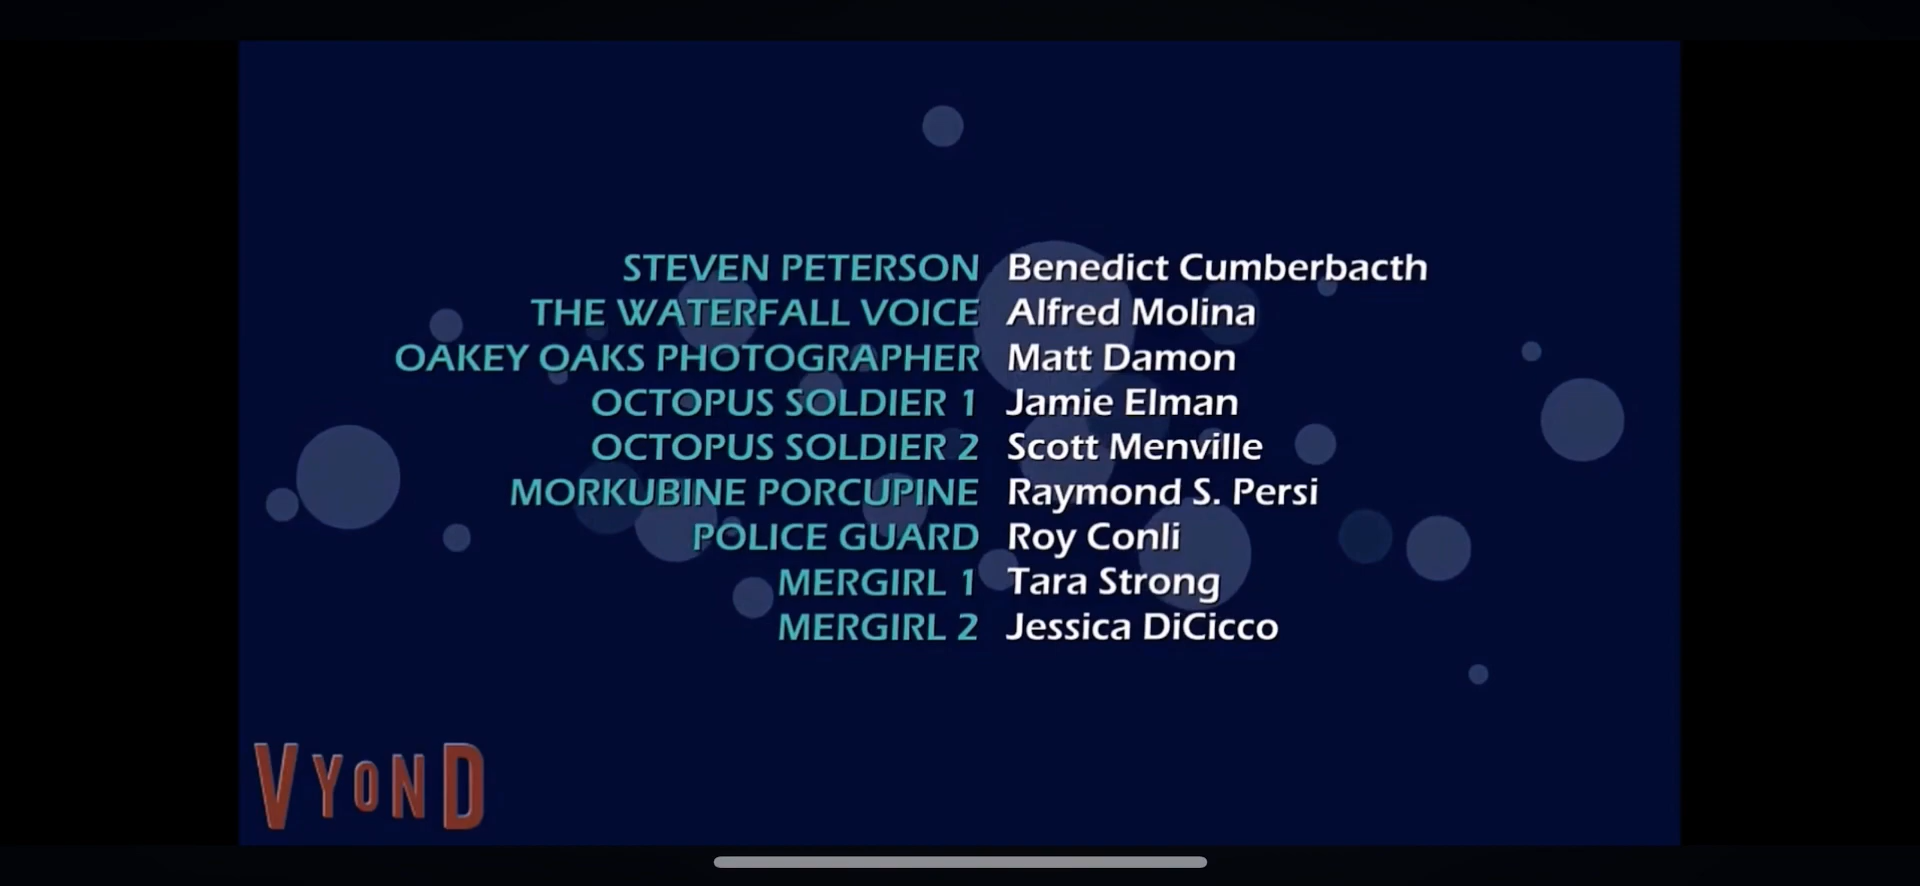 STEVEN PETERSON Benedict Cumberbacth
THE WATERFALL VOICE Alfred Molina
OAKEY OAKS PHOTOGRAPHER Matt Damon
OCTOPUS SOLDIER 1 Jamie Elman
OCTOPUS SOLDIER 2 Scott Menville
MORKUBINE PORCUPINE Raymond S. Persi
POLICE GUARD Roy Conli
MERGIRL 1 Tara Strong
MERGIRL 2 Jessica DiCicco
VYOND